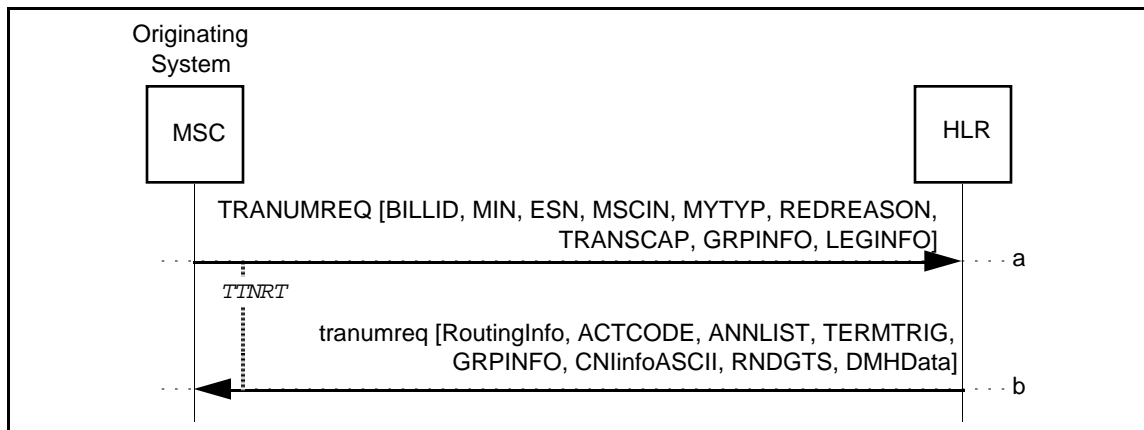 Originating
System
MSC
HLR
TRANUMREQ [BILLID, MIN, ESN, MSCIN, MYTYP, REDREASON,
TRANSCAP, GRPINFO, LEGINFO]
a
TTNRT
tranumreq [RoutingInfo, ACTCODE, ANNLIST, TERMTRIG,
GRPINFO, CNIinfoASCII, RNDGTS, DMHData]
b